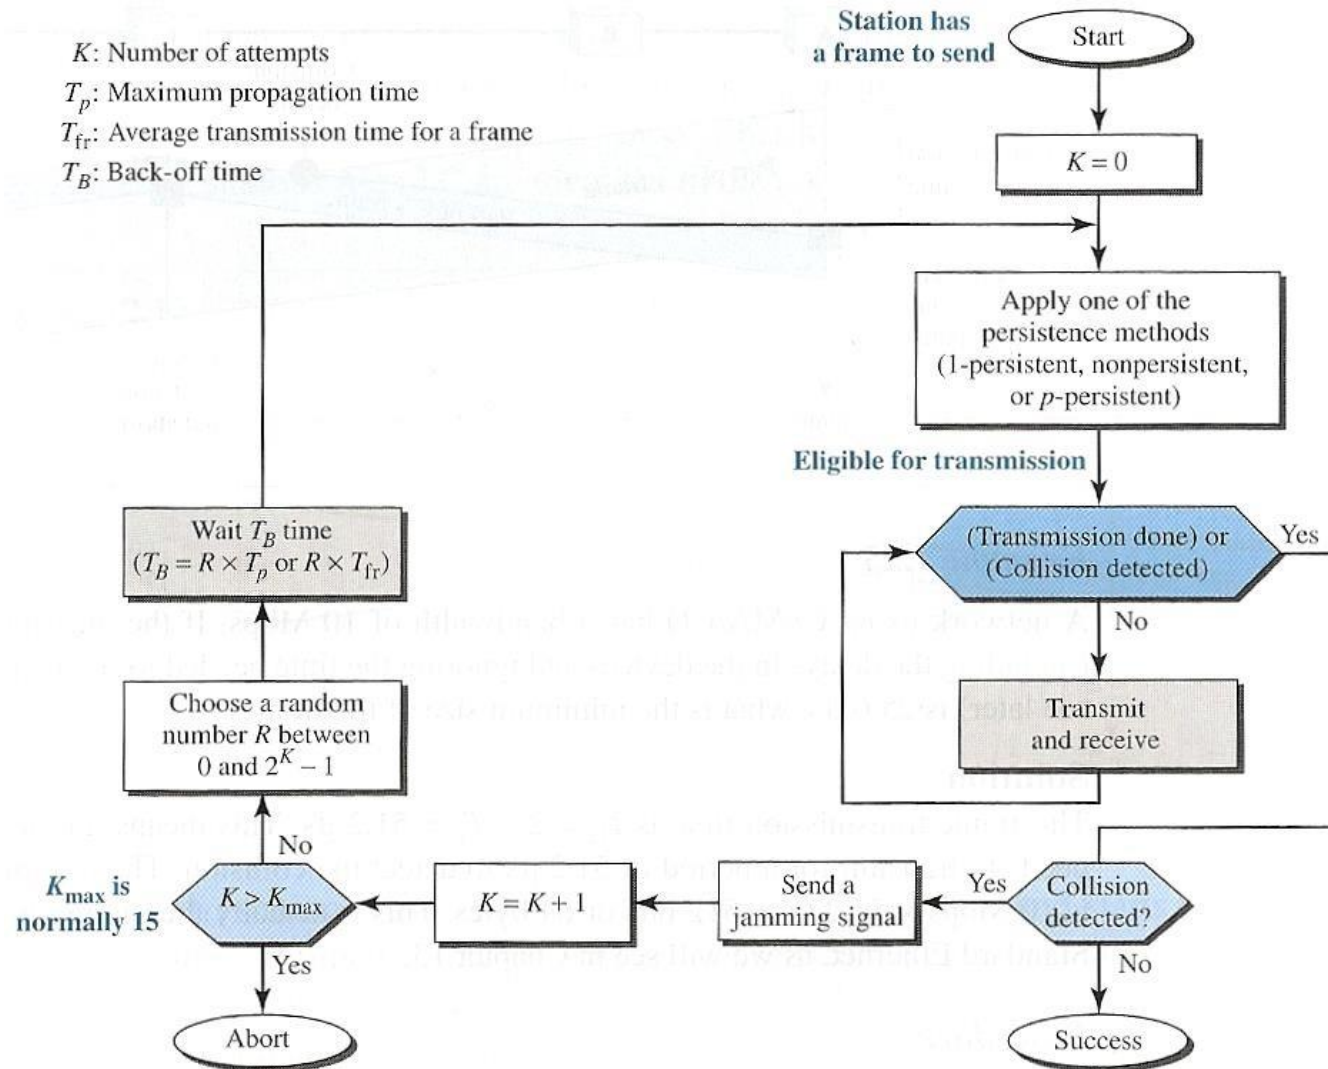 K: Number of attempts
Tp: Maximum propagation time
Tfr: Average transmission time for a frame
TB: Back-off time
Station has
a frame to send
Start
K = 0
Apply one of the
persistence methods
(1-persistent, nonpersistent,
or p-persistent)
Eligible for transmission
(Transmission done) or
(Collision detected)
Yes
No
Transmit
and receive
Collision
detected?
Yes
No
Success
Send a
jamming signal
K = K + 1
K > Kmax
Kmax is
normally 15
Yes
Abort
No
Choose a random
number R between
0 and 2^K − 1
Wait TB time
(TB = R × Tp or R × Tfr)